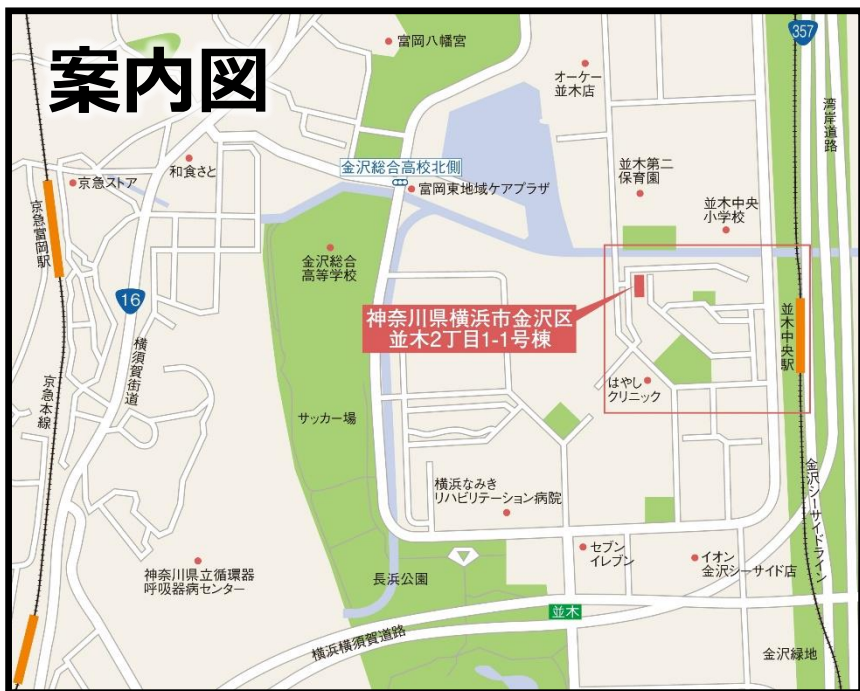 案内図
富岡八幡宮
357
オーケー
並木店
湾岸道路
京急ストア
和食さと
金沢総合高校北側
富岡東地域ケアプラザ
並木第二
保育園
並木中央
小学校
京急富岡駅
金沢総合
高等学校
16
神奈川県横浜市金沢区
並木2丁目1-1号棟
並木中央駅
横須賀街道
京急本線
はやし
クリニック
サッカー場
横浜なみき
リハビリテーション病院
金沢シーサイドライン
セブン
イレブン
イオン
金沢シーサイド店
神奈川県立循環器
呼吸器病センター
長浜公園
並木
横浜横須賀道路
金沢緑地